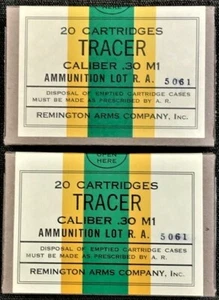 20 CARTRIDGES
TRACER
CALIBER .30 M1
AMMUNITION LOT R. A. 5061
DISPOSAL OF EMPTIED CARTRIDGE CASES
MUST BE MADE AS PRESCRIBED BY A. R.
REMINGTON ARMS COMPANY, Inc.
OPEN
HERE
20 CARTRIDGES
TRACER
CALIBER .30 M1
AMMUNITION LOT R. A. 5061
DISPOSAL OF EMPTIED CARTRIDGE CASES
MUST BE MADE AS PRESCRIBED BY A. R.
REMINGTON ARMS COMPANY, Inc.